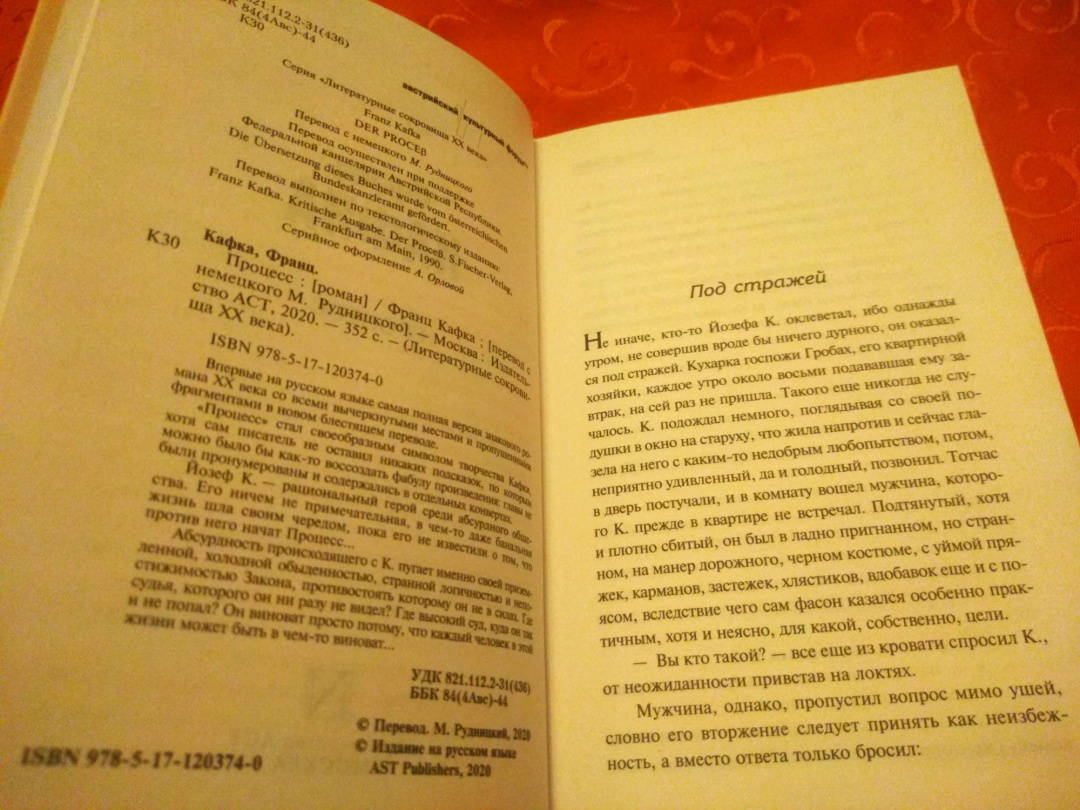 821.112.2-31(436)
БК 84(4Авс)-44
К30
австрийский культурный форум
Серия «Литературные сокровища XX века»
Franz Kafka
DER PROCEß
Перевод с немецкого М. Рудницкого
Перевод осуществлен при поддержке
Федеральной канцелярии Австрийской Республики.
Die Übersetzung dieses Buches wurde vom österreichischen
Bundeskanzleramt gefördert.
Перевод выполнен по текстологическому изданию:
Franz Kafka. Kritische Ausgabe. Der Proceß. S.Fischer-Verlag,
Frankfurt am Main, 1990.
Серийное оформление А. Орловой
Кафка, Франц.
К30 Процесс : [роман] / Франц Кафка ; [перевод с
немецкого М. Рудницкого]. — Москва : Издатель-
ство АСТ, 2020. — 352 с. — (Литературные сокрови-
ща XX века).
ISBN 978-5-17-120374-0
Впервые на русском языке самая полная версия знакового ро-
мана XX века со всеми вычеркнутыми местами и пропущенными
фрагментами в новом блестящем переводе.
«Процесс» стал своеобразным символом творчества Кафки,
хотя сам писатель не оставил никаких подсказок, по которым
можно было бы как-то воссоздать фабулу произведения: главы не
были пронумерованы и содержались в отдельных конвертах.
Йозеф К. — рациональный герой среди абсурдного обще-
ства. Его ничем не примечательная, в чем-то даже банальная
жизнь шла своим чередом, пока его не известили о том, что
против него начат Процесс...
Абсурдность происходящего с К. пугает именно своей призем-
ленной, холодной обыденностью, странной логичностью и непо-
стижимостью Закона, противостоять которому он не в силах. Где
судья, которого он ни разу не видел? Где высокий суд, куда он так
и не попал? Он виноват просто потому, что каждый человек в этой
жизни может быть в чем-то виноват...
УДК 821.112.2-31(436)
ББК 84(4Авс)-44
© Перевод. М. Рудницкий, 2020
© Издание на русском языке
AST Publishers, 2020
ISBN 978-5-17-120374-0
Под стражей
Не иначе, кто-то Йозефа К. оклеветал, ибо однажды
утром, не совершив вроде бы ничего дурного, он оказал-
ся под стражей. Кухарка госпожи Гробах, его квартирной
хозяйки, каждое утро около восьми подававшая ему за-
втрак, на сей раз не пришла. Такого еще никогда не слу-
чалось. К. подождал немного, поглядывая со своей по-
душки в окно на старуху, что жила напротив и сейчас гла-
зела на него с каким-то недобрым любопытством, потом,
неприятно удивленный, да и голодный, позвонил. Тотчас
в дверь постучали, и в комнату вошел мужчина, которо-
го К. прежде в квартире не встречал. Подтянутый, хотя
и плотно сбитый, он был в ладно пригнанном, но стран-
ном, на манер дорожного, черном костюме, с уймой пря-
жек, карманов, застежек, хлястиков, вдобавок еще и с по-
ясом, вследствие чего сам фасон казался особенно прак-
тичным, хотя и неясно, для какой, собственно, цели.
— Вы кто такой? — все еще из кровати спросил К.,
от неожиданности привстав на локтях.
Мужчина, однако, пропустил вопрос мимо ушей,
словно его вторжение следует принять как неизбеж-
ность, а вместо ответа только бросил: